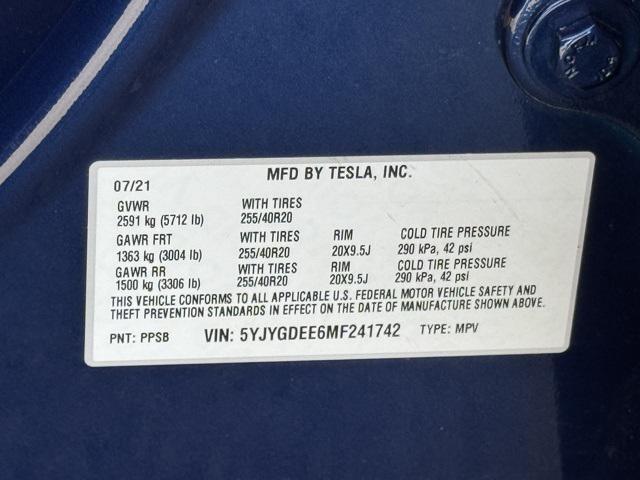 MFD BY TESLA, INC.
07/21
GVWR WITH TIRES
2591 kg (5712 lb) 255/40R20
GAWR FRT WITH TIRES RIM COLD TIRE PRESSURE
1363 kg (3004 lb) 255/40R20 20X9.5J 290 kPa, 42 psi
GAWR RR WITH TIRES RIM COLD TIRE PRESSURE
1500 kg (3306 lb) 255/40R20 20X9.5J 290 kPa, 42 psi
THIS VEHICLE CONFORMS TO ALL APPLICABLE U.S. FEDERAL MOTOR VEHICLE SAFETY AND
THEFT PREVENTION STANDARDS IN EFFECT ON THE DATE OF MANUFACTURE SHOWN ABOVE.
PNT: PPSB VIN: 5YJYGDEE6MF241742 TYPE: MPV